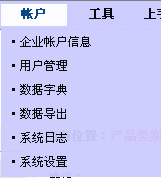 帐户 工具 上
企业帐户信息
用户管理
数据字典
数据导出
系统日志 位置：产品类
系统设置